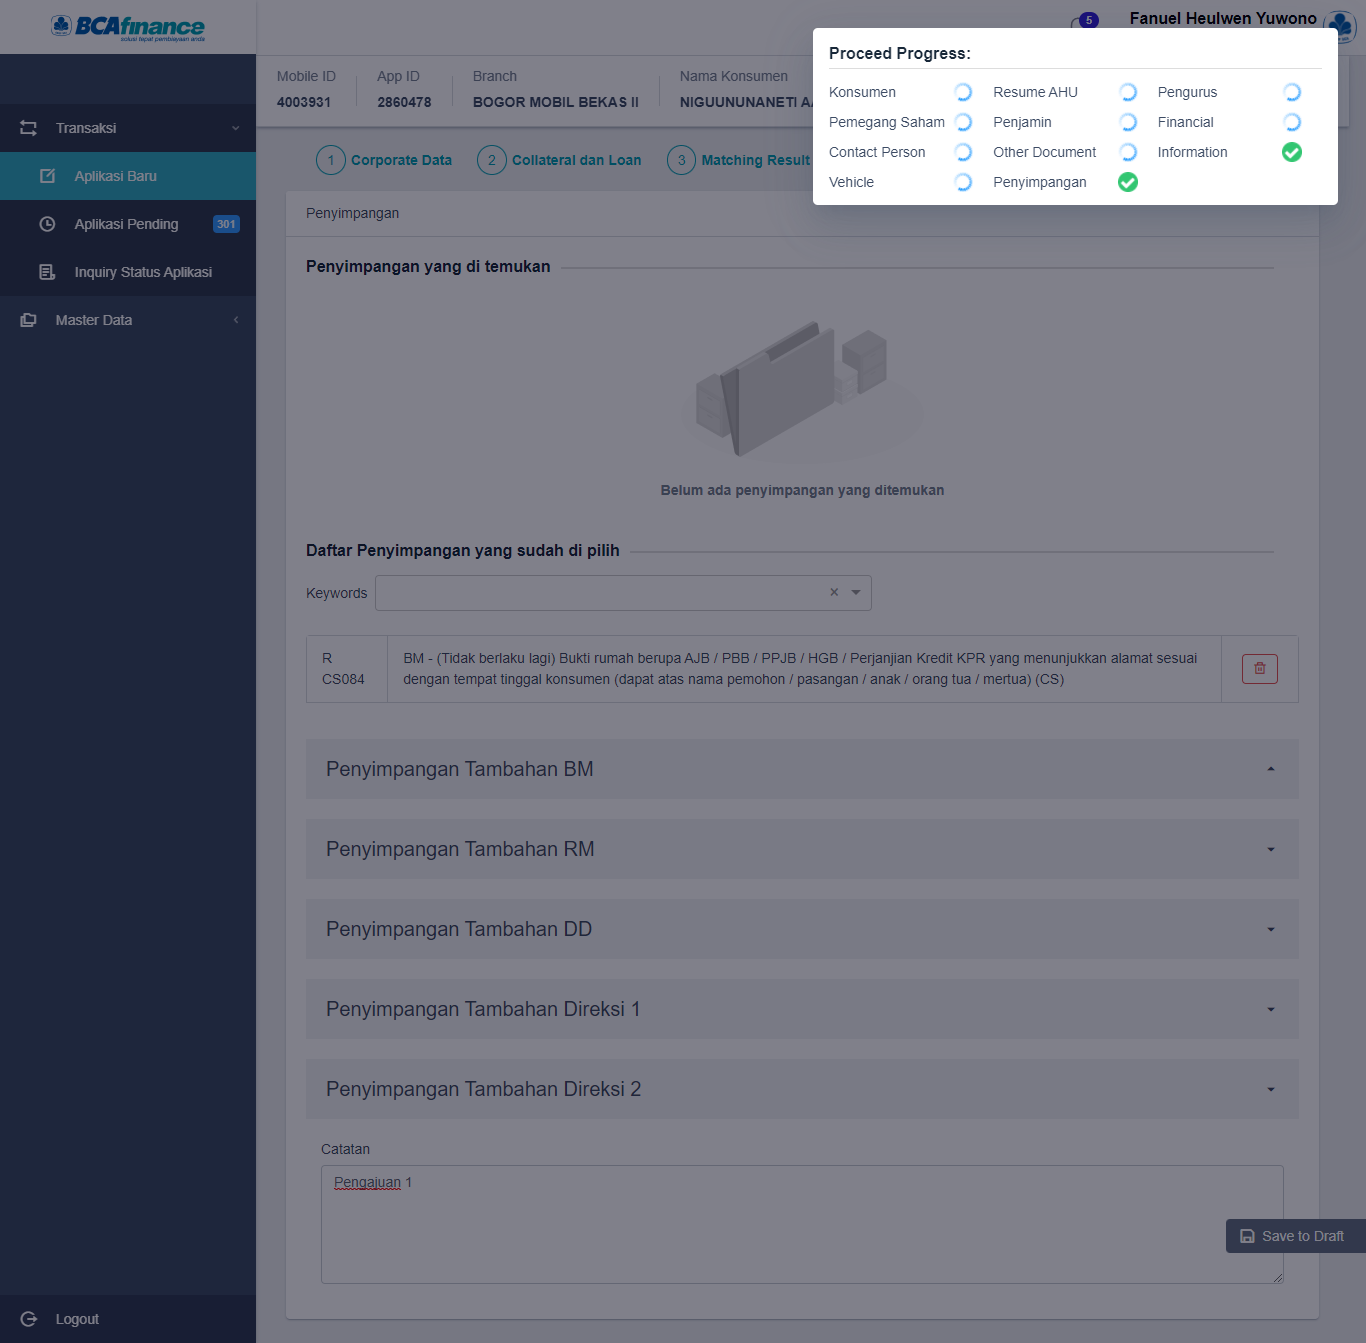 BCAfinance
solusi tepat pembiayaan anda
5
Fanuel Heulwen Yuwono
Proceed Progress:
Konsumen
Resume AHU
Pengurus
Pemegang Saham
Penjamin
Financial
Contact Person
Other Document
Information
Vehicle
Penyimpangan
Mobile ID
4003931
App ID
2860478
Branch
BOGOR MOBIL BEKAS II
Nama Konsumen
NIGUUNUNANETI
Transaksi
Aplikasi Baru
Aplikasi Pending
301
Inquiry Status Aplikasi
Master Data
Logout
1 Corporate Data
2 Collateral dan Loan
3 Matching Result
Penyimpangan
Penyimpangan yang di temukan
Belum ada penyimpangan yang ditemukan
Daftar Penyimpangan yang sudah di pilih
Keywords
R
CS084
BM - (Tidak berlaku lagi) Bukti rumah berupa AJB / PBB / PPJB / HGB / Perjanjian Kredit KPR yang menunjukkan alamat sesuai
dengan tempat tinggal konsumen (dapat atas nama pemohon / pasangan / anak / orang tua / mertua) (CS)
Penyimpangan Tambahan BM
Penyimpangan Tambahan RM
Penyimpangan Tambahan DD
Penyimpangan Tambahan Direksi 1
Penyimpangan Tambahan Direksi 2
Catatan
Pengajuan 1
Save to Draft